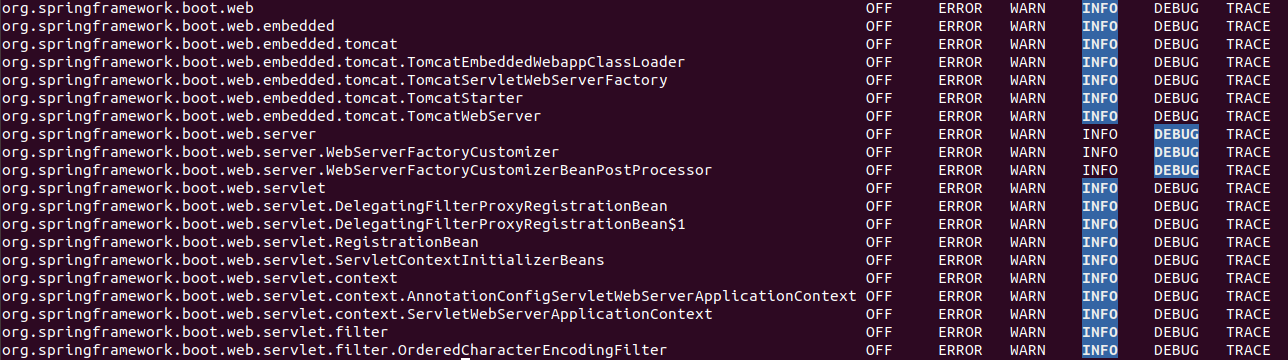 org.springframework.boot.web OFF ERROR WARN INFO DEBUG TRACE
org.springframework.boot.web.embedded OFF ERROR WARN INFO DEBUG TRACE
org.springframework.boot.web.embedded.tomcat OFF ERROR WARN INFO DEBUG TRACE
org.springframework.boot.web.embedded.tomcat.TomcatEmbeddedWebappClassLoader OFF ERROR WARN INFO DEBUG TRACE
org.springframework.boot.web.embedded.tomcat.TomcatServletWebServerFactory OFF ERROR WARN INFO DEBUG TRACE
org.springframework.boot.web.embedded.tomcat.TomcatStarter OFF ERROR WARN INFO DEBUG TRACE
org.springframework.boot.web.embedded.tomcat.TomcatWebServer OFF ERROR WARN INFO DEBUG TRACE
org.springframework.boot.web.server OFF ERROR WARN INFO DEBUG TRACE
org.springframework.boot.web.server.WebServerFactoryCustomizer OFF ERROR WARN INFO DEBUG TRACE
org.springframework.boot.web.server.WebServerFactoryCustomizerBeanPostProcessor OFF ERROR WARN INFO DEBUG TRACE
org.springframework.boot.web.servlet OFF ERROR WARN INFO DEBUG TRACE
org.springframework.boot.web.servlet.DelegatingFilterProxyRegistrationBean OFF ERROR WARN INFO DEBUG TRACE
org.springframework.boot.web.servlet.DelegatingFilterProxyRegistrationBean$1 OFF ERROR WARN INFO DEBUG TRACE
org.springframework.boot.web.servlet.RegistrationBean OFF ERROR WARN INFO DEBUG TRACE
org.springframework.boot.web.servlet.ServletContextInitializerBeans OFF ERROR WARN INFO DEBUG TRACE
org.springframework.boot.web.servlet.context OFF ERROR WARN INFO DEBUG TRACE
org.springframework.boot.web.servlet.context.AnnotationConfigServletWebServerApplicationContext OFF ERROR WARN INFO DEBUG TRACE
org.springframework.boot.web.servlet.context.ServletWebServerApplicationContext OFF ERROR WARN INFO DEBUG TRACE
org.springframework.boot.web.servlet.filter OFF ERROR WARN INFO DEBUG TRACE
org.springframework.boot.web.servlet.filter.OrderedCharacterEncodingFilter OFF ERROR WARN INFO DEBUG TRACE